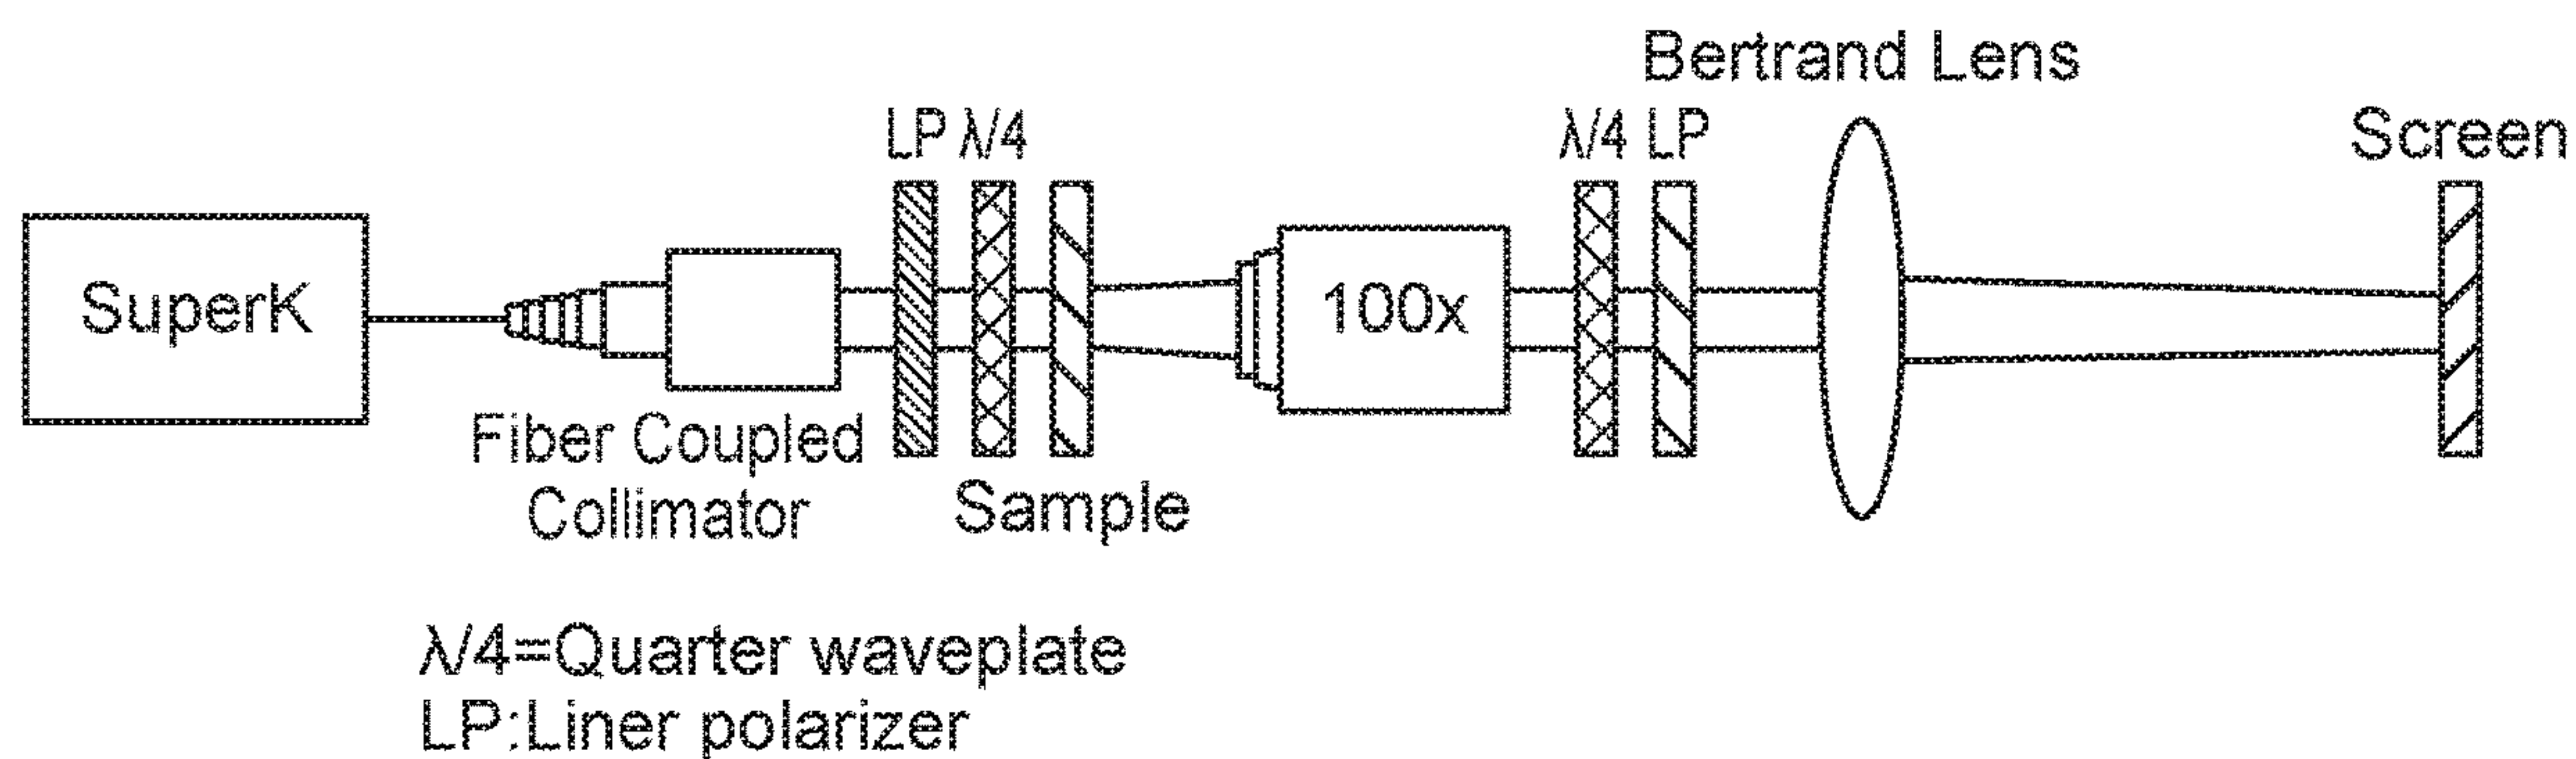 Bertrand Lens
LP λ/4
λ/4 LP
Screen
SuperK
100x
Fiber Coupled
Collimator
Sample
λ/4=Quarter waveplate
LP:Liner polarizer